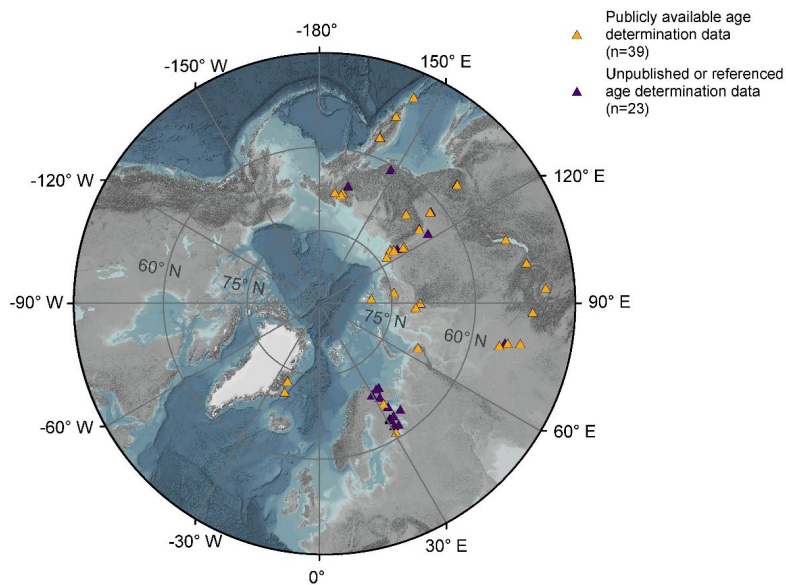 Publicly available age
determination data
(n=39)
Unpublished or referenced
age determination data
(n=23)
-180°
-150° W
150° E
-120° W
120° E
60° N
75° N
-90° W
75° N
60° N
90° E
-60° W
60° E
-30° W
30° E
0°